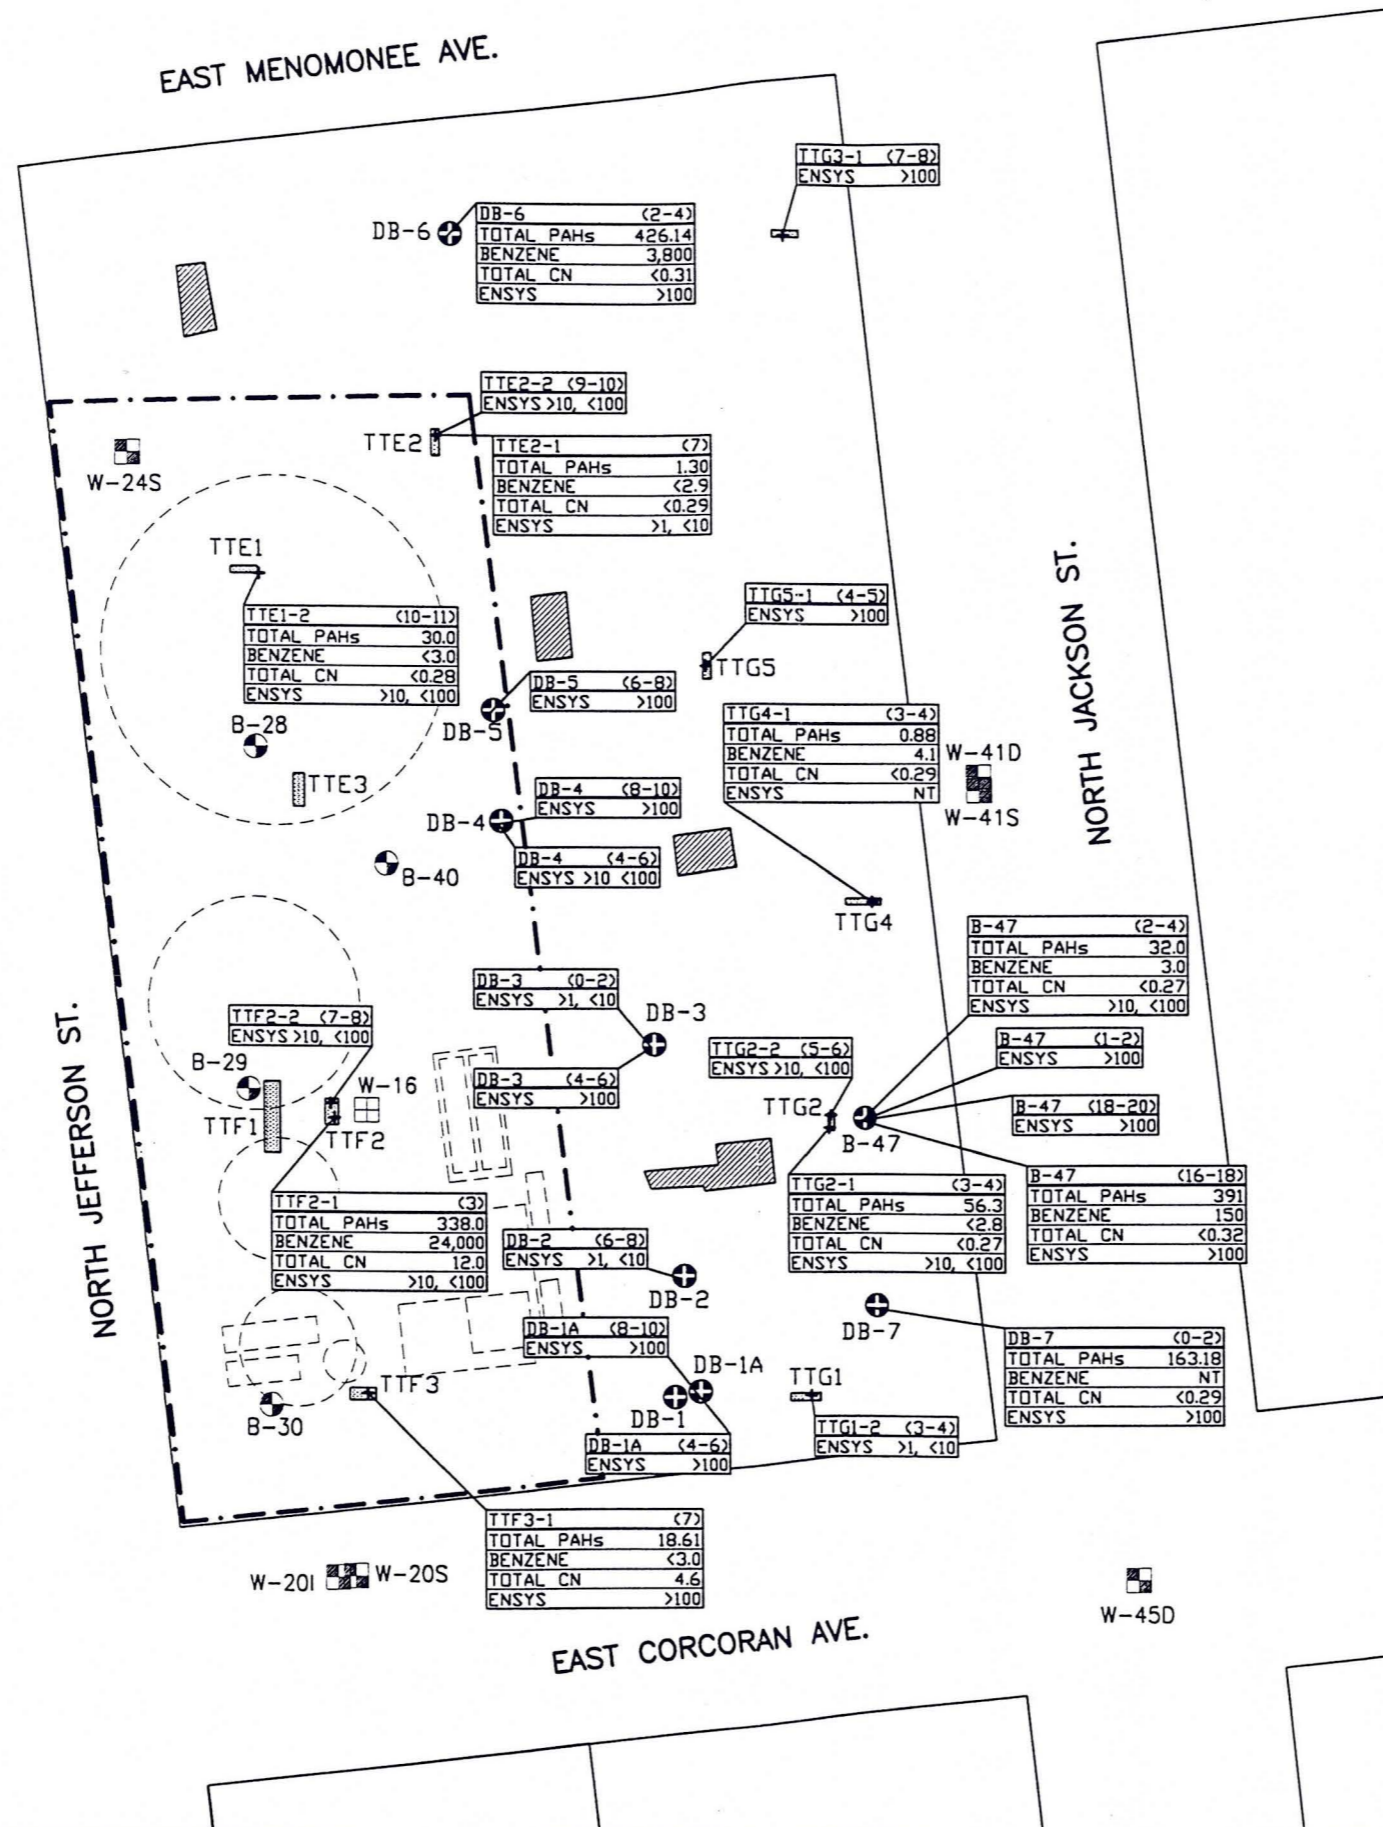 EAST MENOMONEE AVE.
TTG3-1 (7-8)
ENSYS >100
DB-6
DB-6 (2-4)
TOTAL PAHs 426.14
BENZENE 3,800
TOTAL CN <0.31
ENSYS >100
TTE2-2 (9-10)
ENSYS >10, <100
TTE2
TTE2-1 (7)
TOTAL PAHs 1.30
BENZENE <2.9
TOTAL CN <0.29
ENSYS >1, <10
W-24S
TTE1
TTE1-2 (10-11)
TOTAL PAHs 30.0
BENZENE <3.0
TOTAL CN <0.28
ENSYS >10, <100
TTG5-1 (4-5)
ENSYS >100
TTG5
NORTH JACKSON ST.
DB-5 (6-8)
ENSYS >100
DB-5
B-28
TTE3
TTG4-1 (3-4)
TOTAL PAHs 0.88
BENZENE 4.1
TOTAL CN <0.29
ENSYS NT
W-41D
W-41S
DB-4 (8-10)
ENSYS >100
DB-4
DB-4 (4-6)
ENSYS >10 <100
B-40
TTG4
B-47 (2-4)
TOTAL PAHs 32.0
BENZENE 3.0
TOTAL CN <0.27
ENSYS >10, <100
DB-3 (0-2)
ENSYS >1, <10
DB-3
DB-3 (4-6)
ENSYS >100
TTF2-2 (7-8)
ENSYS >10, <100
B-29
W-16
TTF1
TTF2
NORTH JEFFERSON ST.
TTG2-2 (5-6)
ENSYS >10, <100
TTG2
B-47
B-47 (1-2)
ENSYS >100
B-47 (18-20)
ENSYS >100
B-47 (16-18)
TOTAL PAHs 391
BENZENE 150
TOTAL CN <0.32
ENSYS >100
TTG2-1 (3-4)
TOTAL PAHs 56.3
BENZENE <2.8
TOTAL CN <0.27
ENSYS >10, <100
TTF2-1 (3)
TOTAL PAHs 338.0
BENZENE 24,000
TOTAL CN 12.0
ENSYS >10, <100
DB-2 (6-8)
ENSYS >1, <10
DB-2
DB-7
DB-7 (0-2)
TOTAL PAHs 163.18
BENZENE NT
TOTAL CN <0.29
ENSYS >100
DB-1A (8-10)
ENSYS >100
DB-1A
DB-1
DB-1A (4-6)
ENSYS >100
TTG1
TTG1-2 (3-4)
ENSYS >1, <10
TTF3
B-30
TTF3-1 (7)
TOTAL PAHs 18.61
BENZENE <3.0
TOTAL CN 4.6
ENSYS >100
W-20I
W-20S
W-45D
EAST CORCORAN AVE.